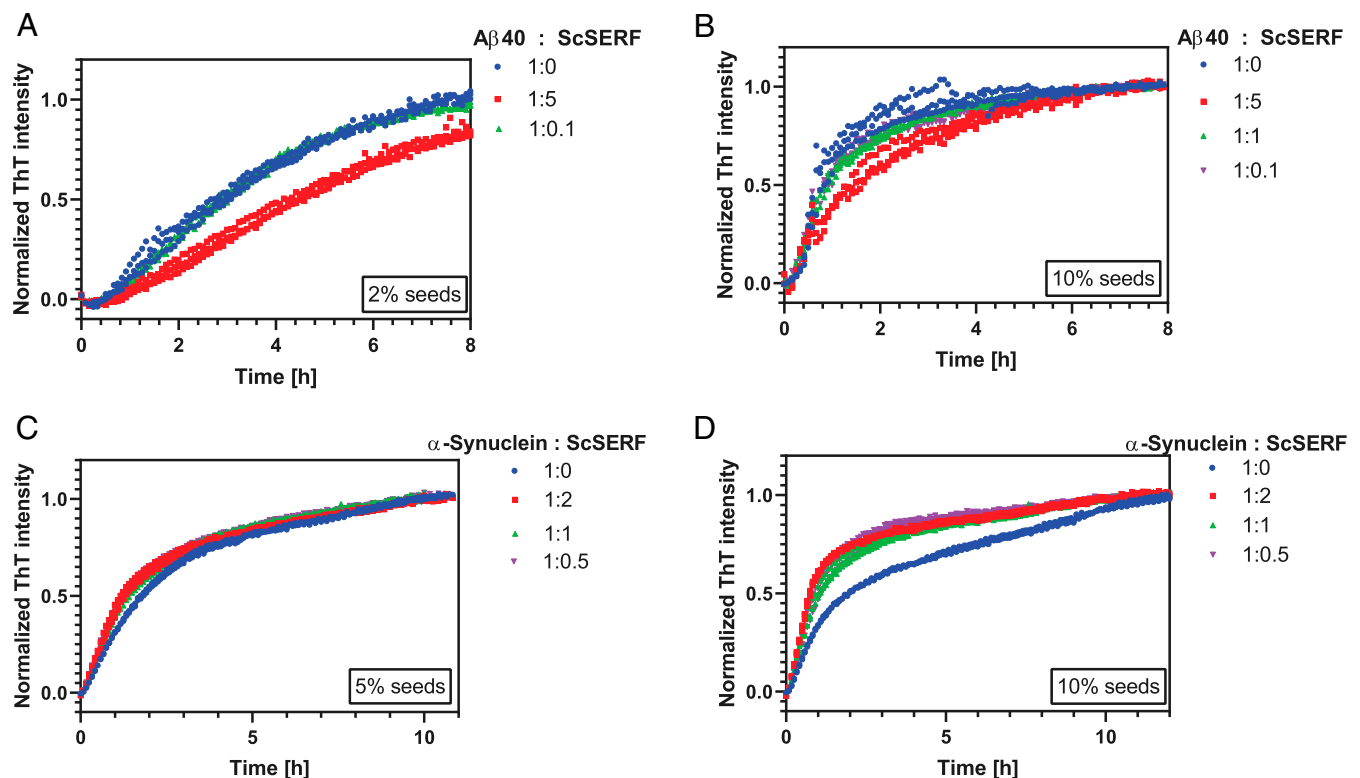 A
Aβ40 : ScSERF
1:0
1:5
1:0.1
Normalized ThT intensity
1.0
0.5
0.0
2% seeds
0 2 4 6 8
Time [h]
B
Aβ40 : ScSERF
1:0
1:5
1:1
1:0.1
Normalized ThT intensity
1.0
0.5
0.0
10% seeds
0 2 4 6 8
Time [h]
C
α-Synuclein : ScSERF
1:0
1:2
1:1
1:0.5
Normalized ThT intensity
1.0
0.5
0.0
5% seeds
0 5 10
Time [h]
D
α-Synuclein : ScSERF
1:0
1:2
1:1
1:0.5
Normalized ThT intensity
1.0
0.5
0.0
10% seeds
0 5 10
Time [h]